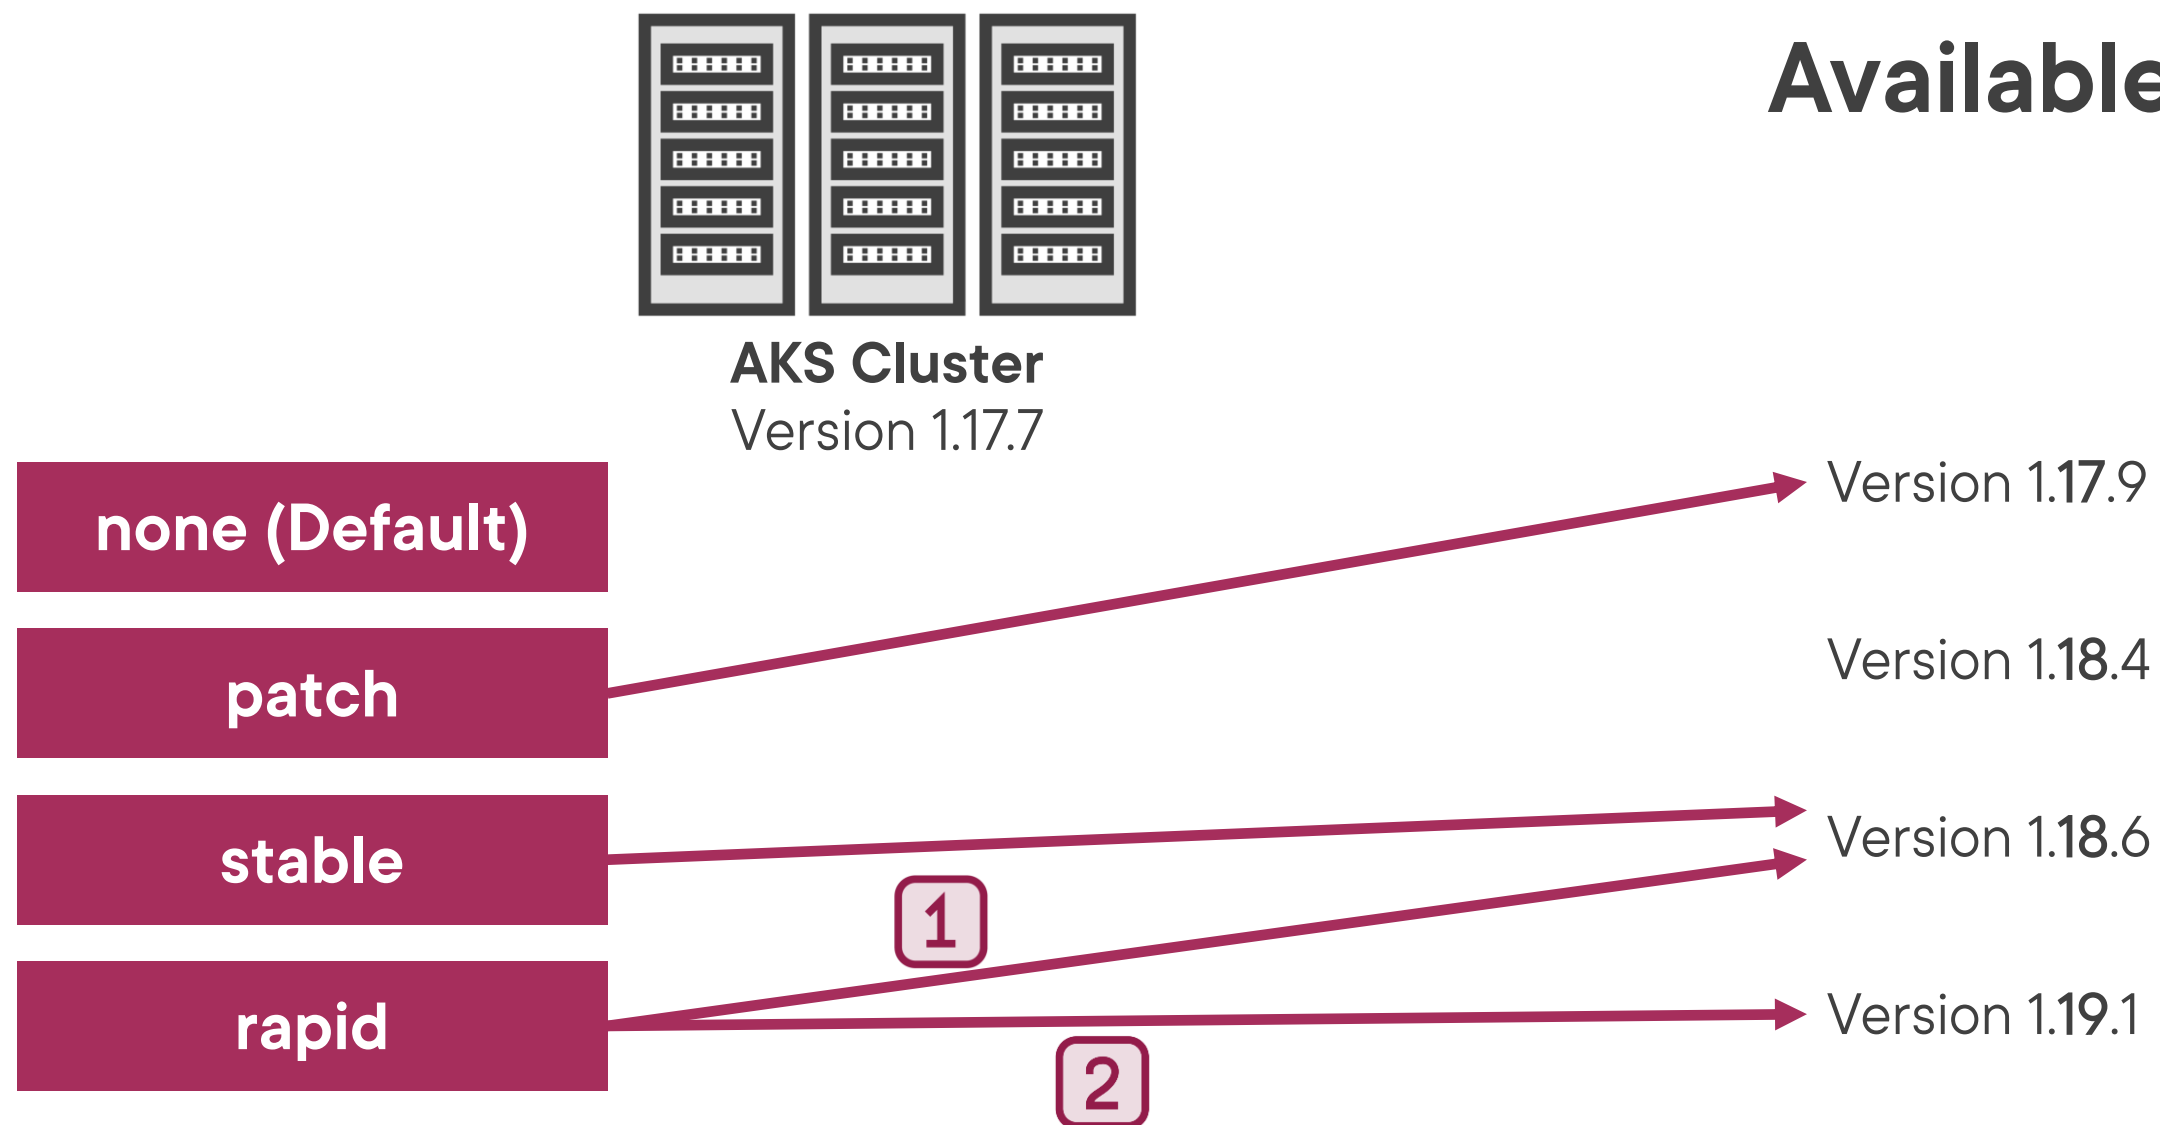 Available
AKS Cluster
Version 1.17.7
none (Default)
patch
stable
rapid
1
2
Version 1.17.9
Version 1.18.4
Version 1.18.6
Version 1.19.1